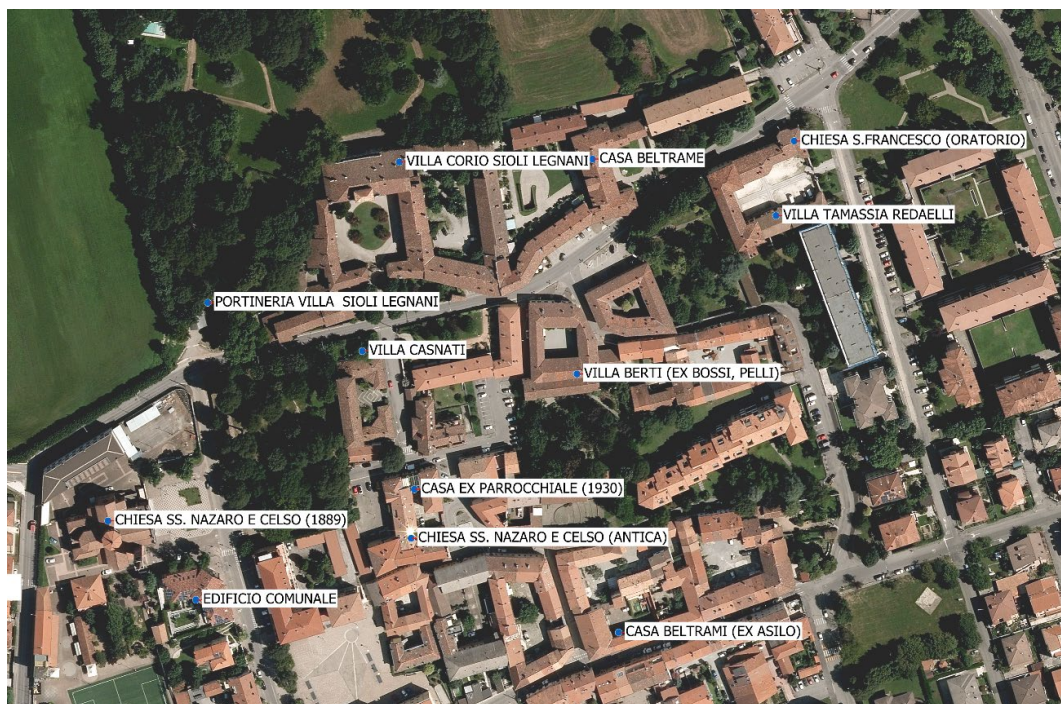 CHIESA S.FRANCESCO (ORATORIO)
VILLA CORIO SIOLI LEGNANI
CASA BELTRAME
VILLA TAMASSIA REDAELLI
PORTINERIA VILLA  SIOLI LEGNANI
VILLA CASNATI
VILLA BERTI (EX BOSSI, PELLI)
CASA EX PARROCCHIALE (1930)
CHIESA SS. NAZARO E CELSO (1889)
CHIESA SS. NAZARO E CELSO (ANTICA)
EDIFICIO COMUNALE
CASA BELTRAMI (EX ASILO)